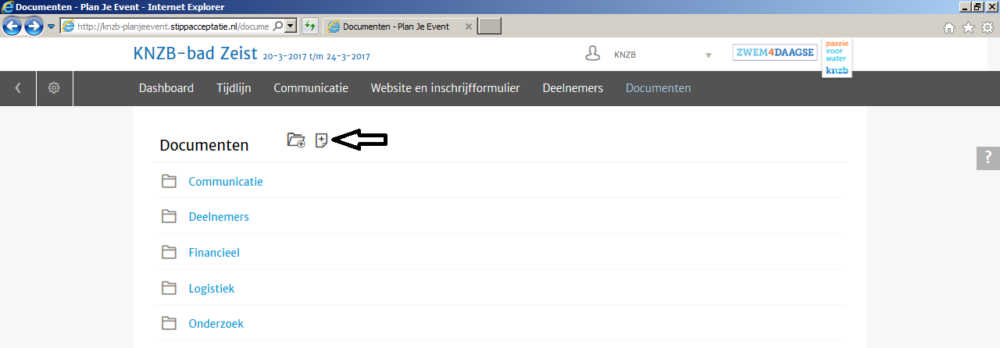 Documenten - Plan Je Event - Internet Explorer
http://knzb-planjeevent.stippacceptatie.nl/docume
Documenten - Plan Je Event
KNZB-bad Zeist 20-3-2017 t/m 24-3-2017
KNZB
ZWEM4DAAGSE
passie
voor
water
knzb
Dashboard Tijdlijn Communicatie Website en inschrijfformulier Deelnemers Documenten
Documenten
?
Communicatie
Deelnemers
Financieel
Logistiek
Onderzoek